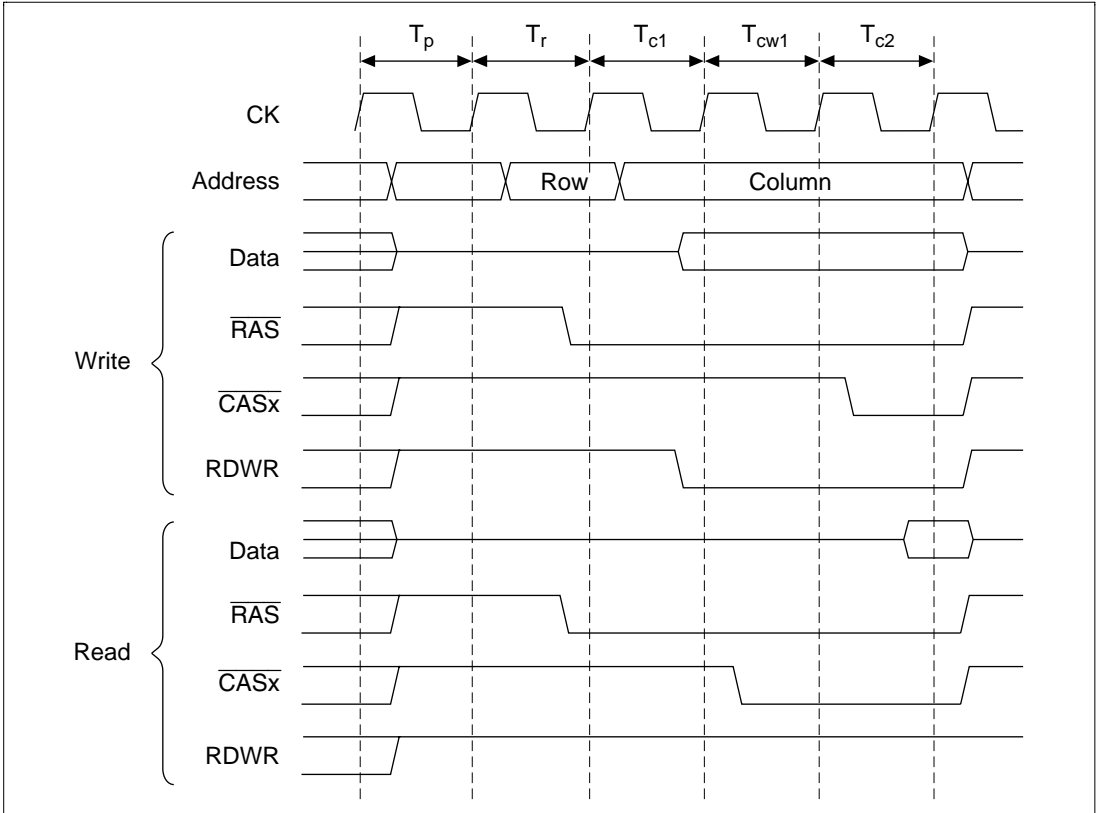 Tp Tr Tc1 Tcw1 Tc2
CK
Address Row Column
Write
Data
RAS
CASx
RDWR
Read
Data
RAS
CASx
RDWR